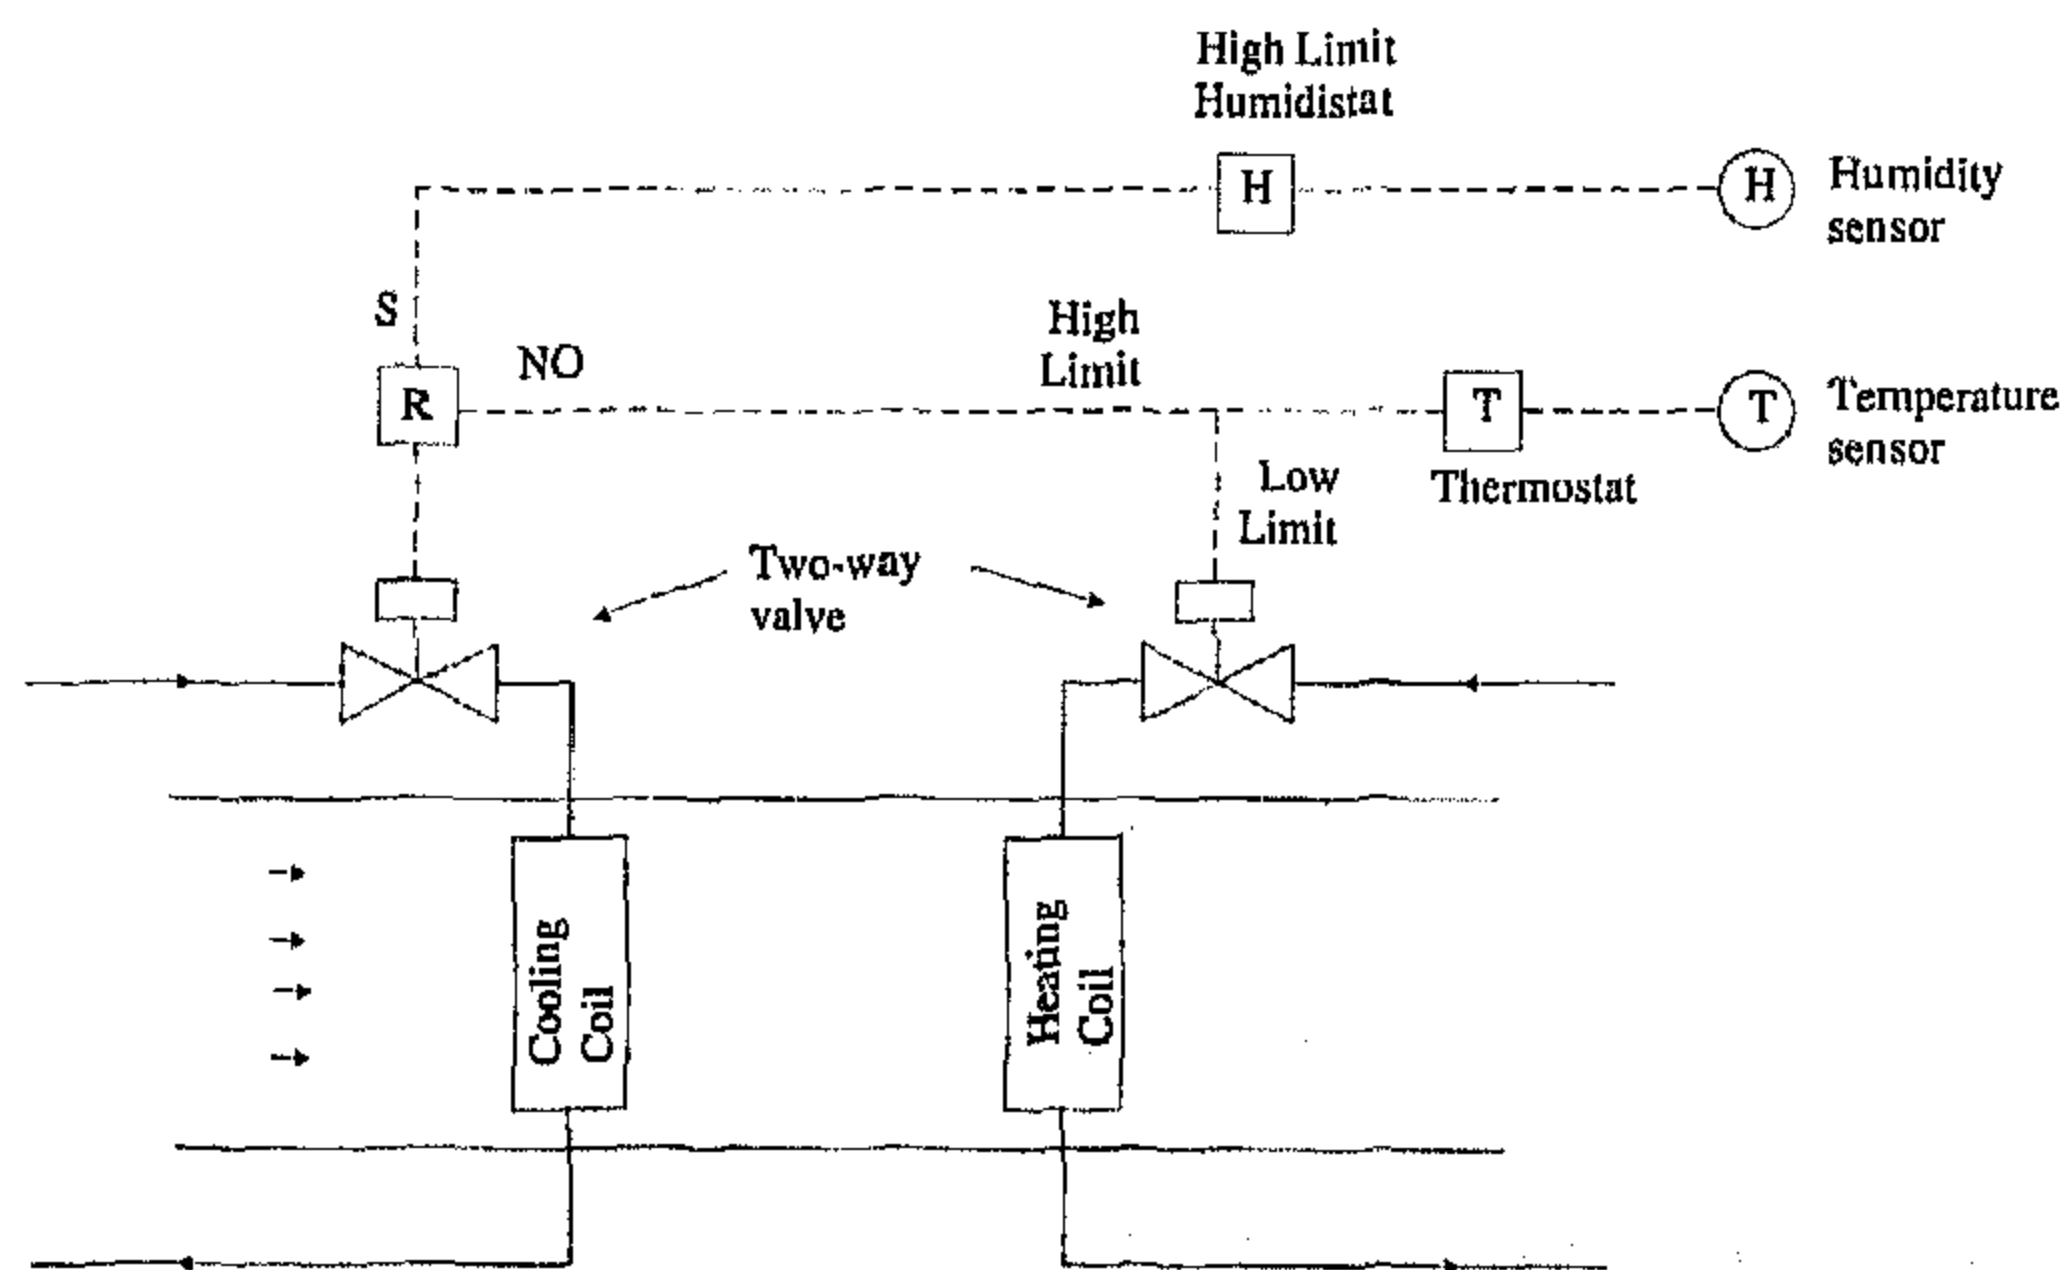 High Limit
Humidistat
H
H
Humidity
sensor
S
NO
High
Limit
R
T
T
Temperature
sensor
Low
Limit
Thermostat
Two-way
valve
Cooling
Coil
Heating
Coil